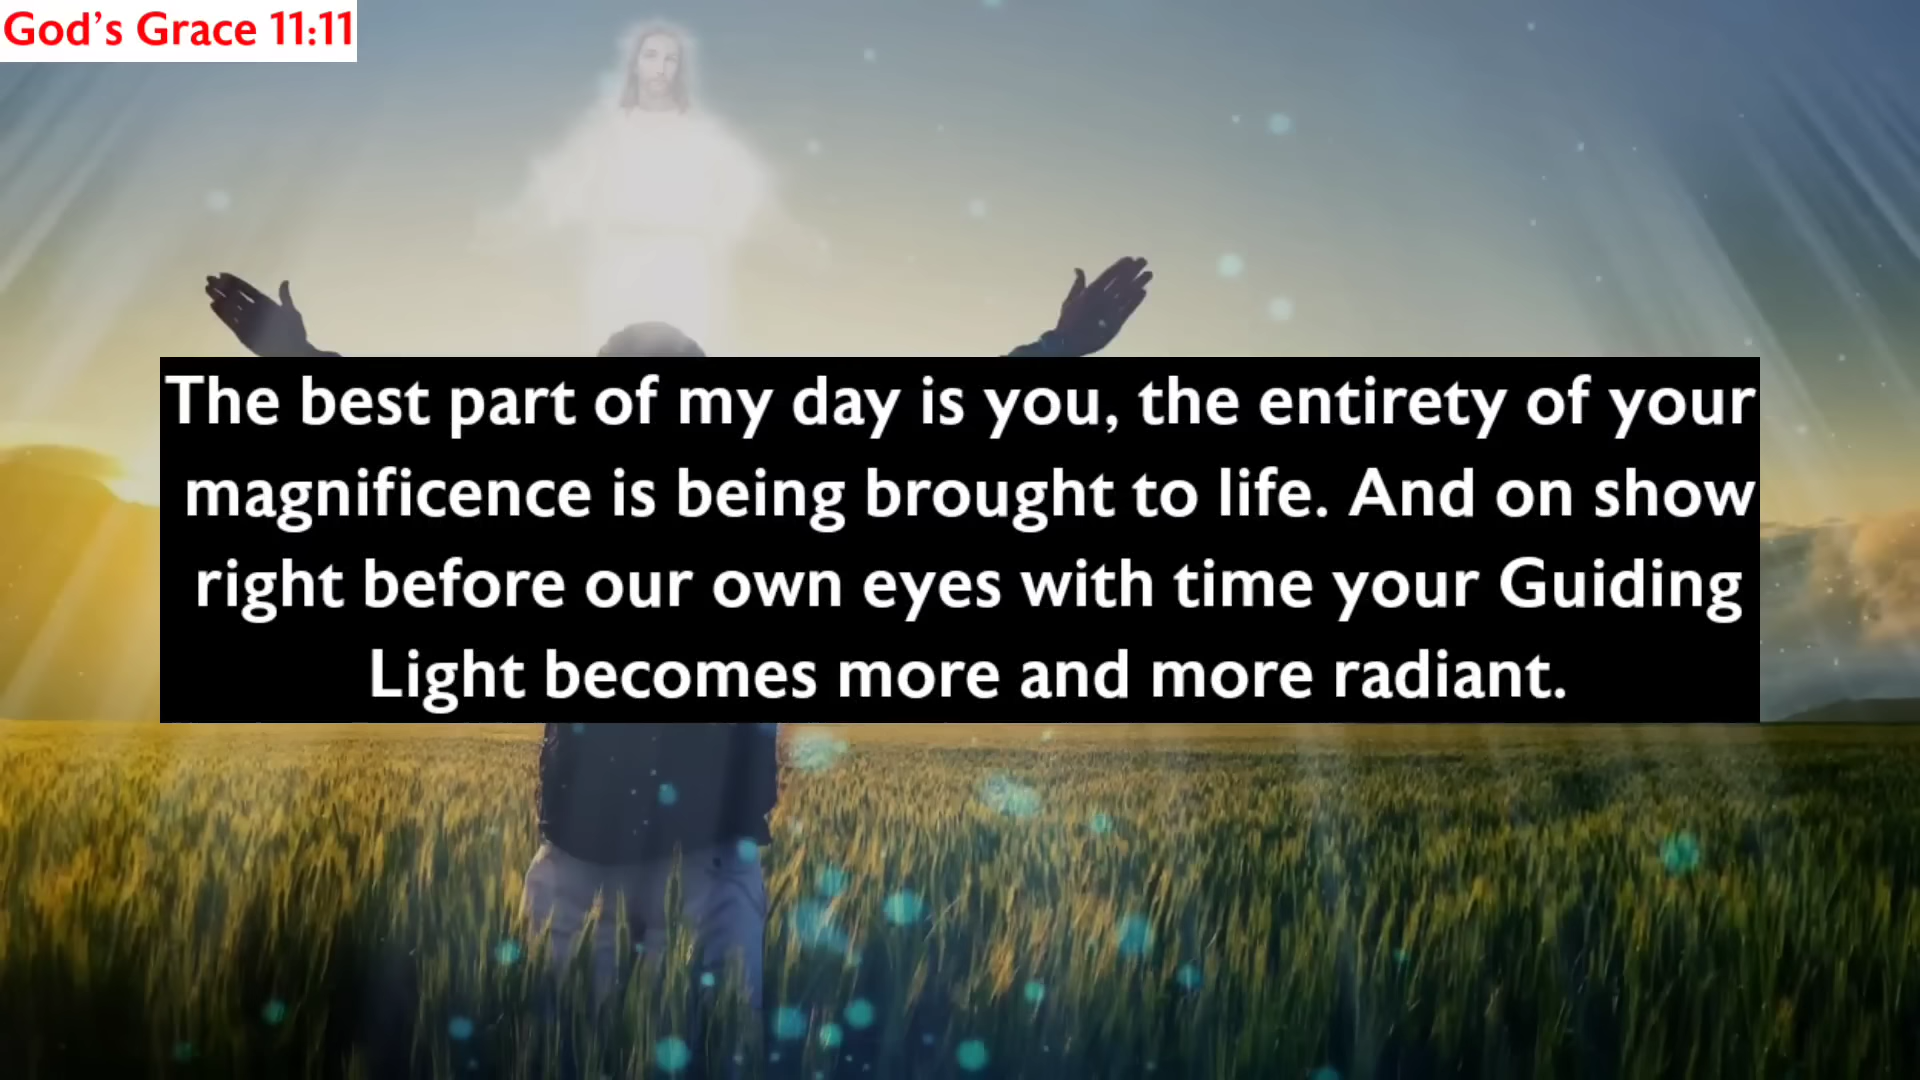 God's Grace 11:11
The best part of my day is you, the entirety of your
magnificence is being brought to life. And on show
right before our own eyes with time your Guiding
Light becomes more and more radiant.